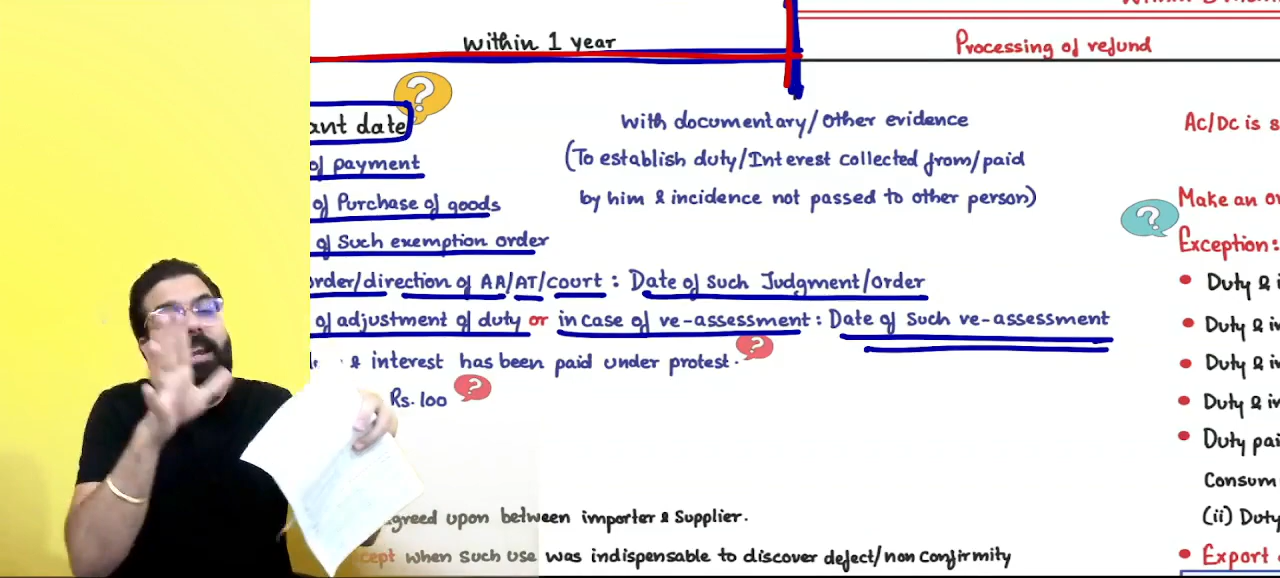 within 1 year
Processing of refund
ant date
of payment
of Purchase of goods
of Such exemption order
order/direction of AA/AT/court : Date of Such Judgment/order
of adjustment of duty or in case of re-assessment : Date of Such re-assessment
& interest has been paid under protest.
Rs. 100
With documentary/Other evidence
(To establish duty/Interest collected from/paid
by him & incidence not passed to other person)
agreed upon between importer & Supplier.
cept when Such use was indispensable to discover defect/non Confirmity
AC/DC is s
Make an or
Exception:
• Duty & i
• Duty & in
• Duty & in
• Duty & in
• Duty pai
Consum
(ii) Duty
• Export